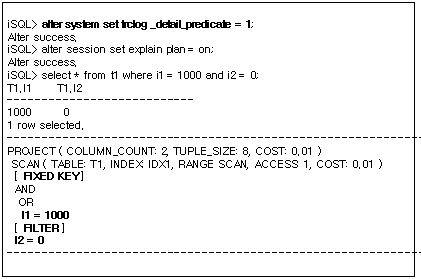 iSQL> alter system set trclog_detail_predicate = 1;
Alter success.
iSQL> alter session set explain plan = on;
Alter success.
iSQL> select * from t1 where i1 = 1000 and i2 = 0;
T1.I1 T1.I2
------------------------
1000 0
1 row selected.
------------------------------------------------
PROJECT ( COLUMN_COUNT: 2, TUPLE_SIZE: 8, COST: 0.01 )
SCAN ( TABLE: T1, INDEX: IDX1, RANGE SCAN, ACCESS: 1, COST: 0.01 )
[ FIXED KEY ]
AND
OR
I1 = 1000
[ FILTER ]
I2 = 0
------------------------------------------------